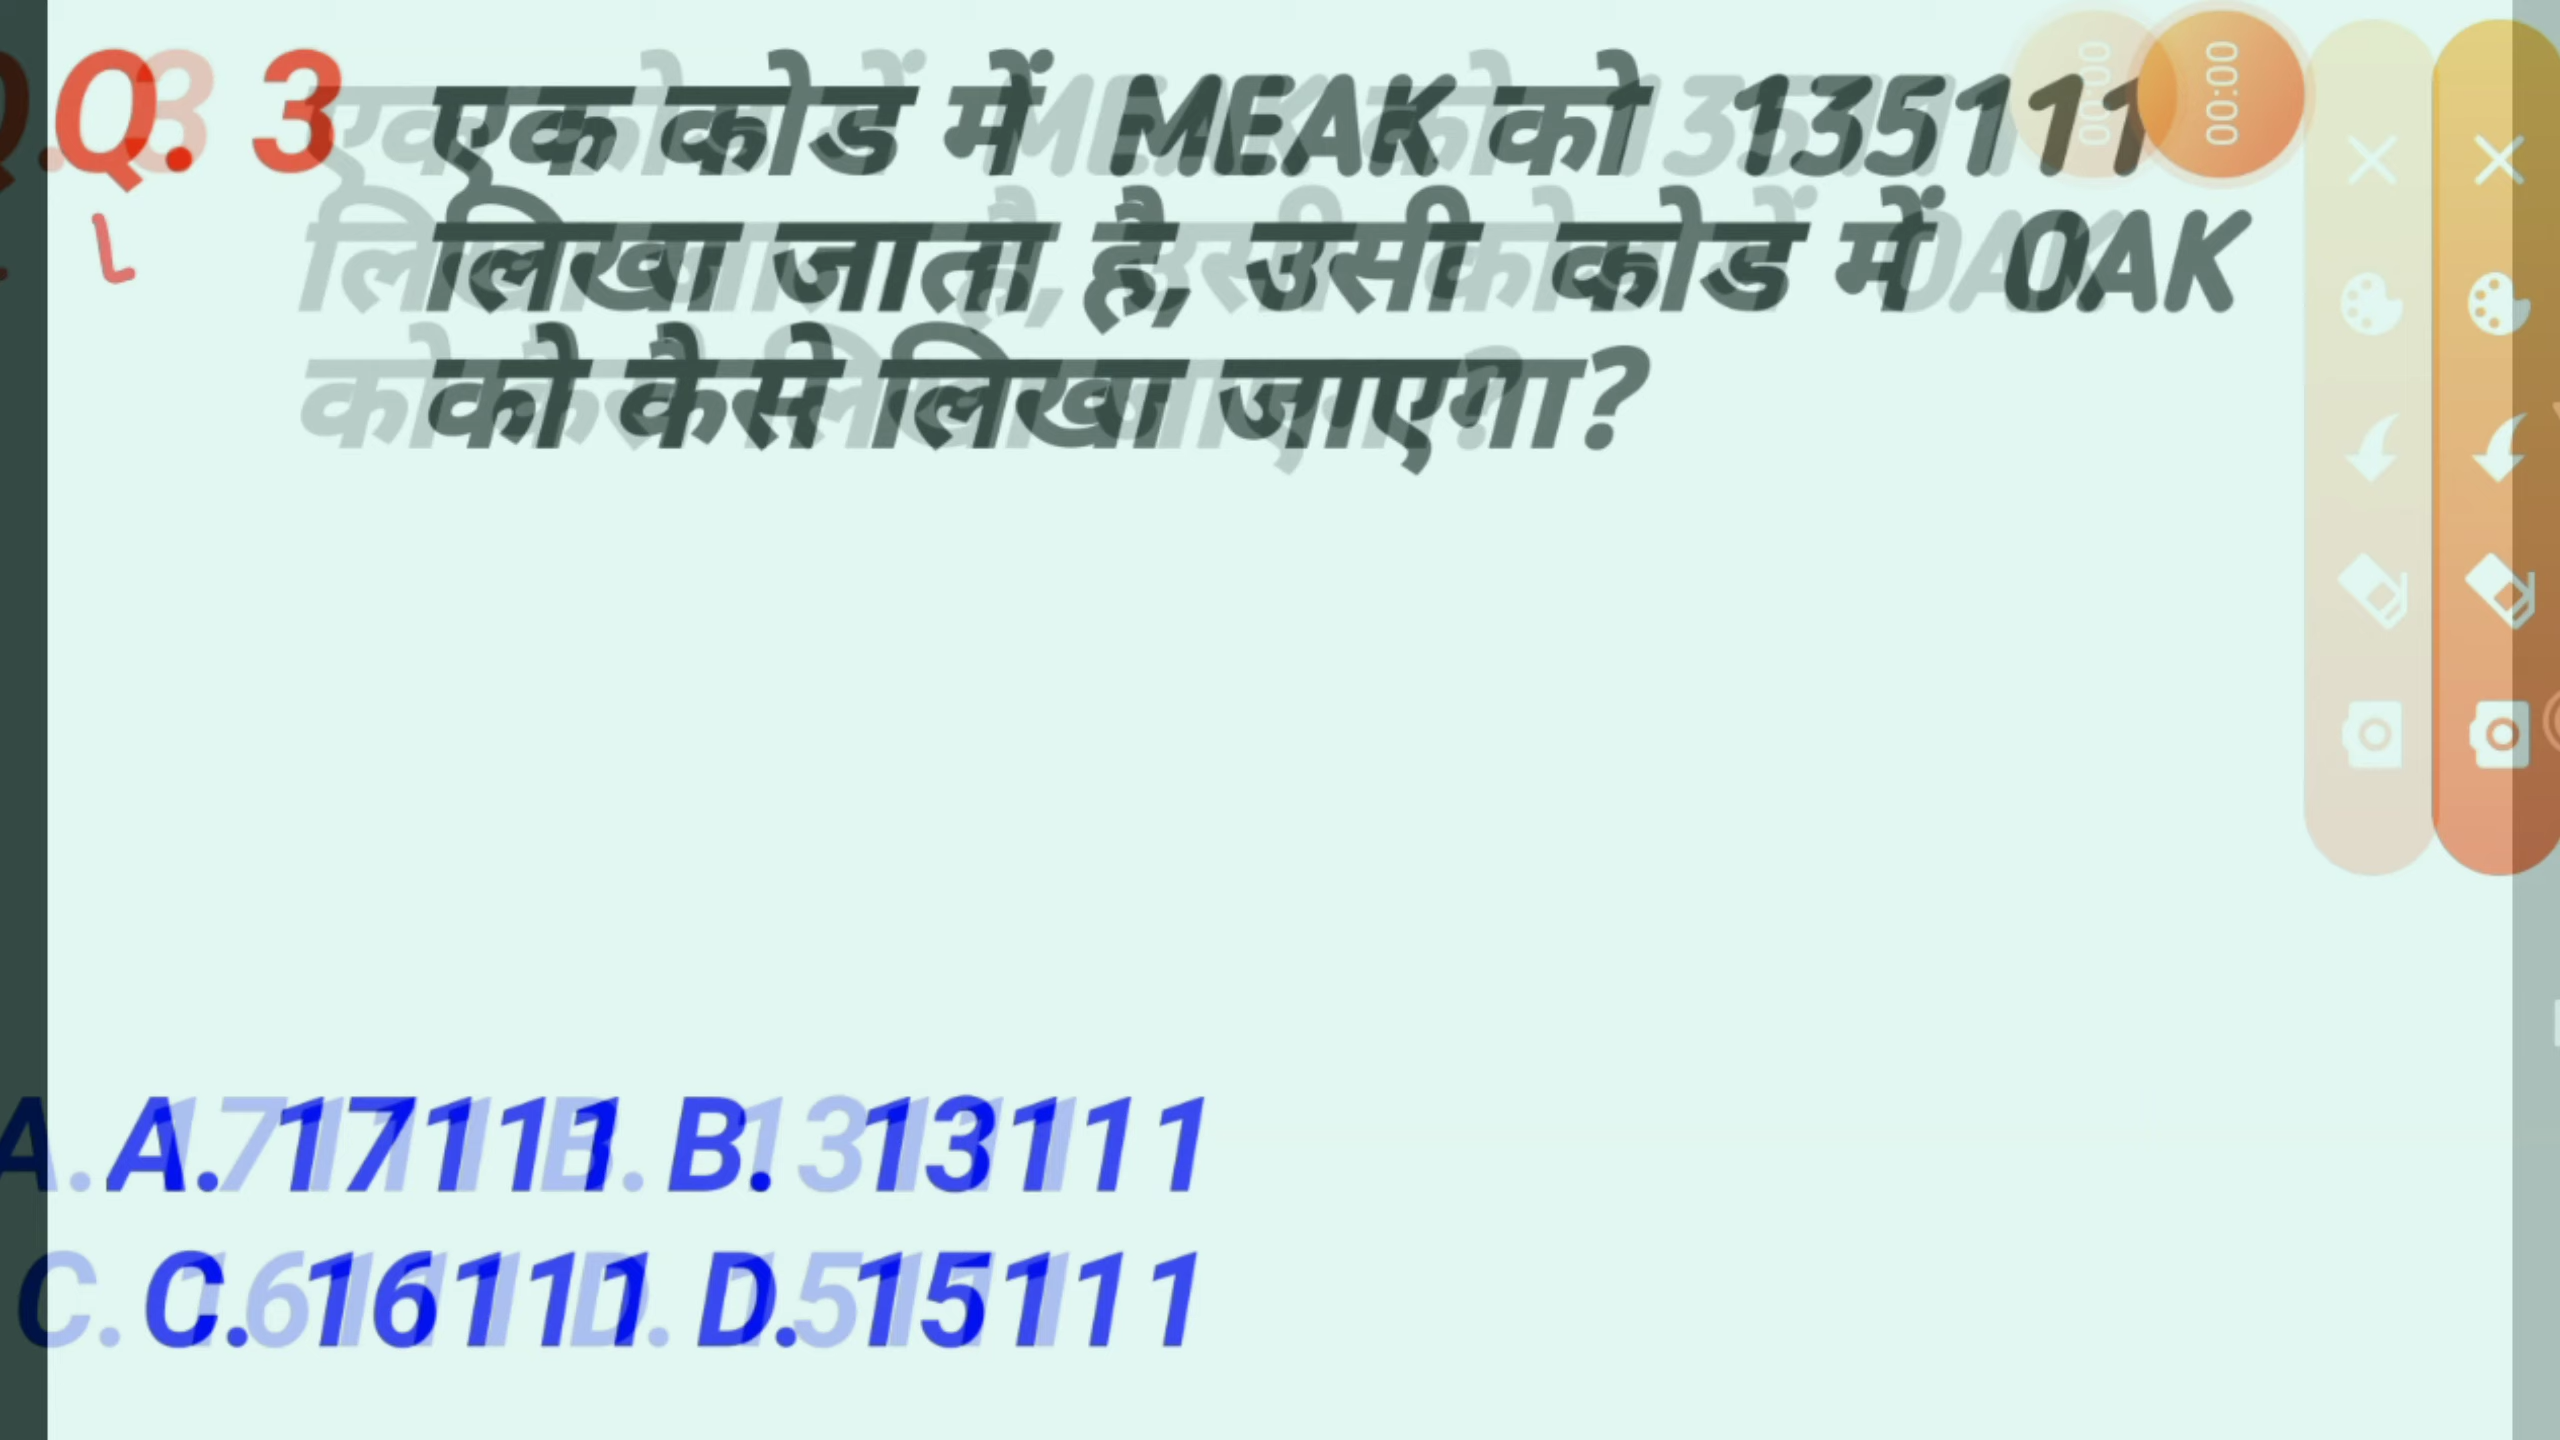 Q. 3 एक कोड में MEAK को 135111
लिखा जाता है, उसी कोड में OAK
को कैसे लिखा जाएगा?
00:00
A. 17111 B. 13111
C. 16111 D. 15111